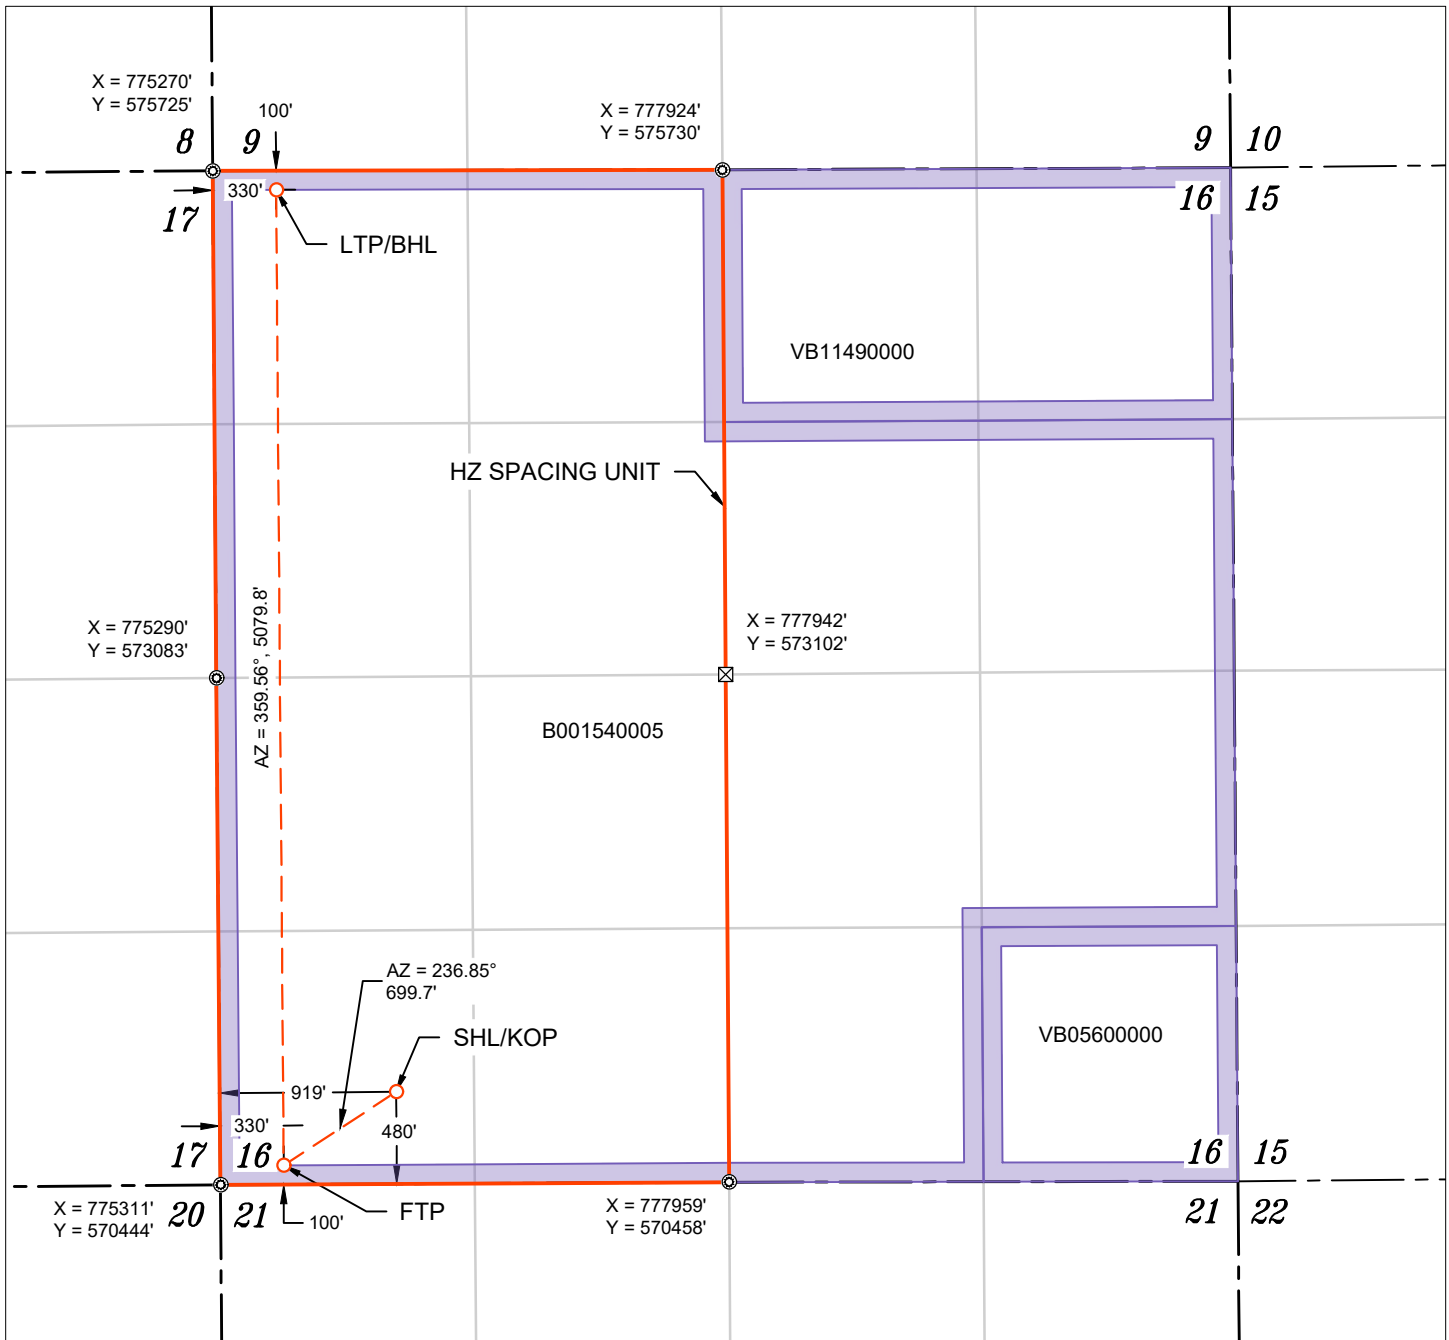 X = 775270'
Y = 575725'
100'
X = 777924'
Y = 575730'
8
9
9
10
330'
17
16
15
LTP/BHL
VB11490000
HZ SPACING UNIT
AZ = 359.56°, 5079.8'
X = 775290'
Y = 573083'
X = 777942'
Y = 573102'
B001540005
AZ = 236.85°
699.7'
SHL/KOP
VB05600000
919'
330'
480'
17
16
16
15
X = 775311'
Y = 570444'
20
21
100'
FTP
X = 777959'
Y = 570458'
21
22